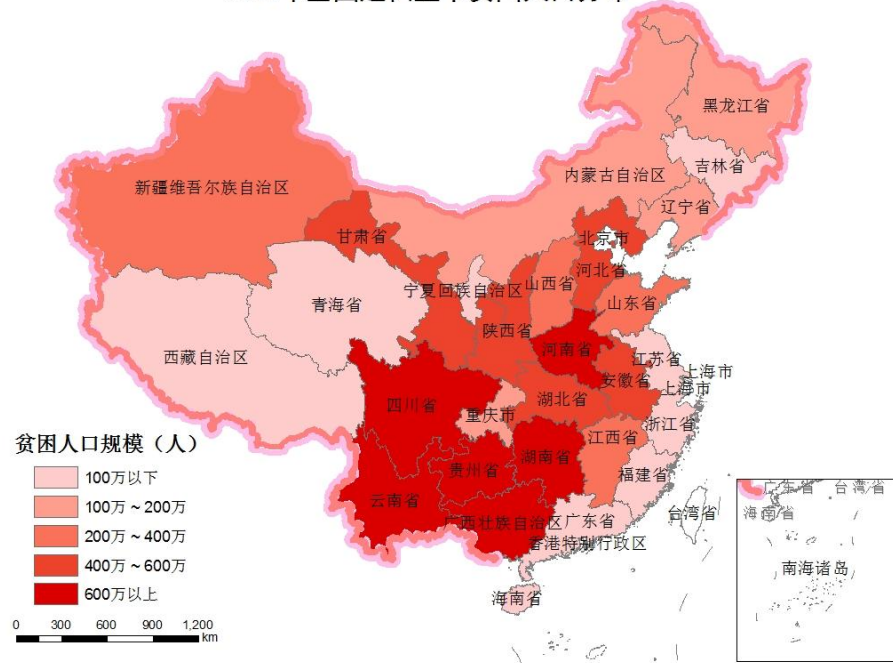 黑龙江省
吉林省
内蒙古自治区
辽宁省
新疆维吾尔族自治区
甘肃省
北京市
河北省
宁夏回族自治区
山西省
青海省
山东省
陕西省
西藏自治区
河南省
江苏省
上海市
安徽省
上海市
四川省
重庆市
湖北省
浙江省
江西省
贵州省
湖南省
福建省
云南省
广西壮族自治区
广东省
台湾省
香港特别行政区
海南省
贫困人口规模（人）
100万以下
100万～200万
200万～400万
400万～600万
600万以上
0 300 600 900 1,200
km
广东省 台湾省
海南省
南海诸岛